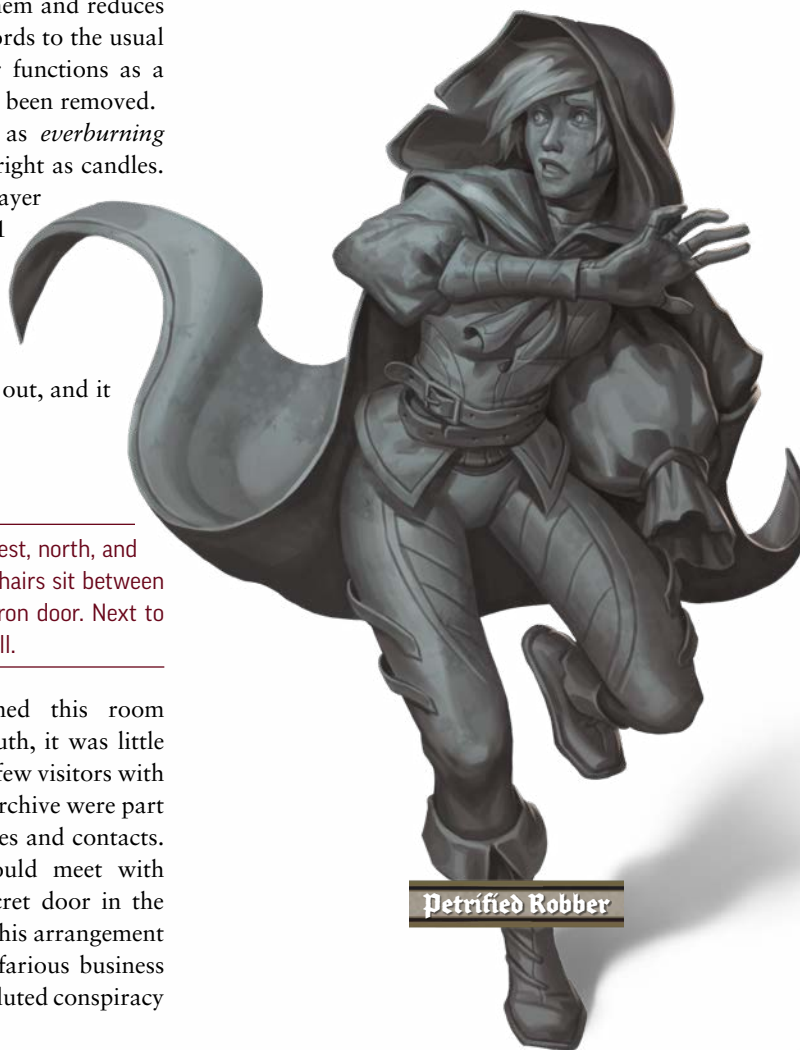 em and reduces
ords to the usual
functions as a
been removed.
as everburning
right as candles.
ayer
out, and it
est, north, and
hairs sit between
ron door. Next to
ll.
ned this room
uth, it was little
few visitors with
rchive were part
es and contacts.
ould meet with
cret door in the
his arrangement
farious business
luted conspiracy
Petrified Robber